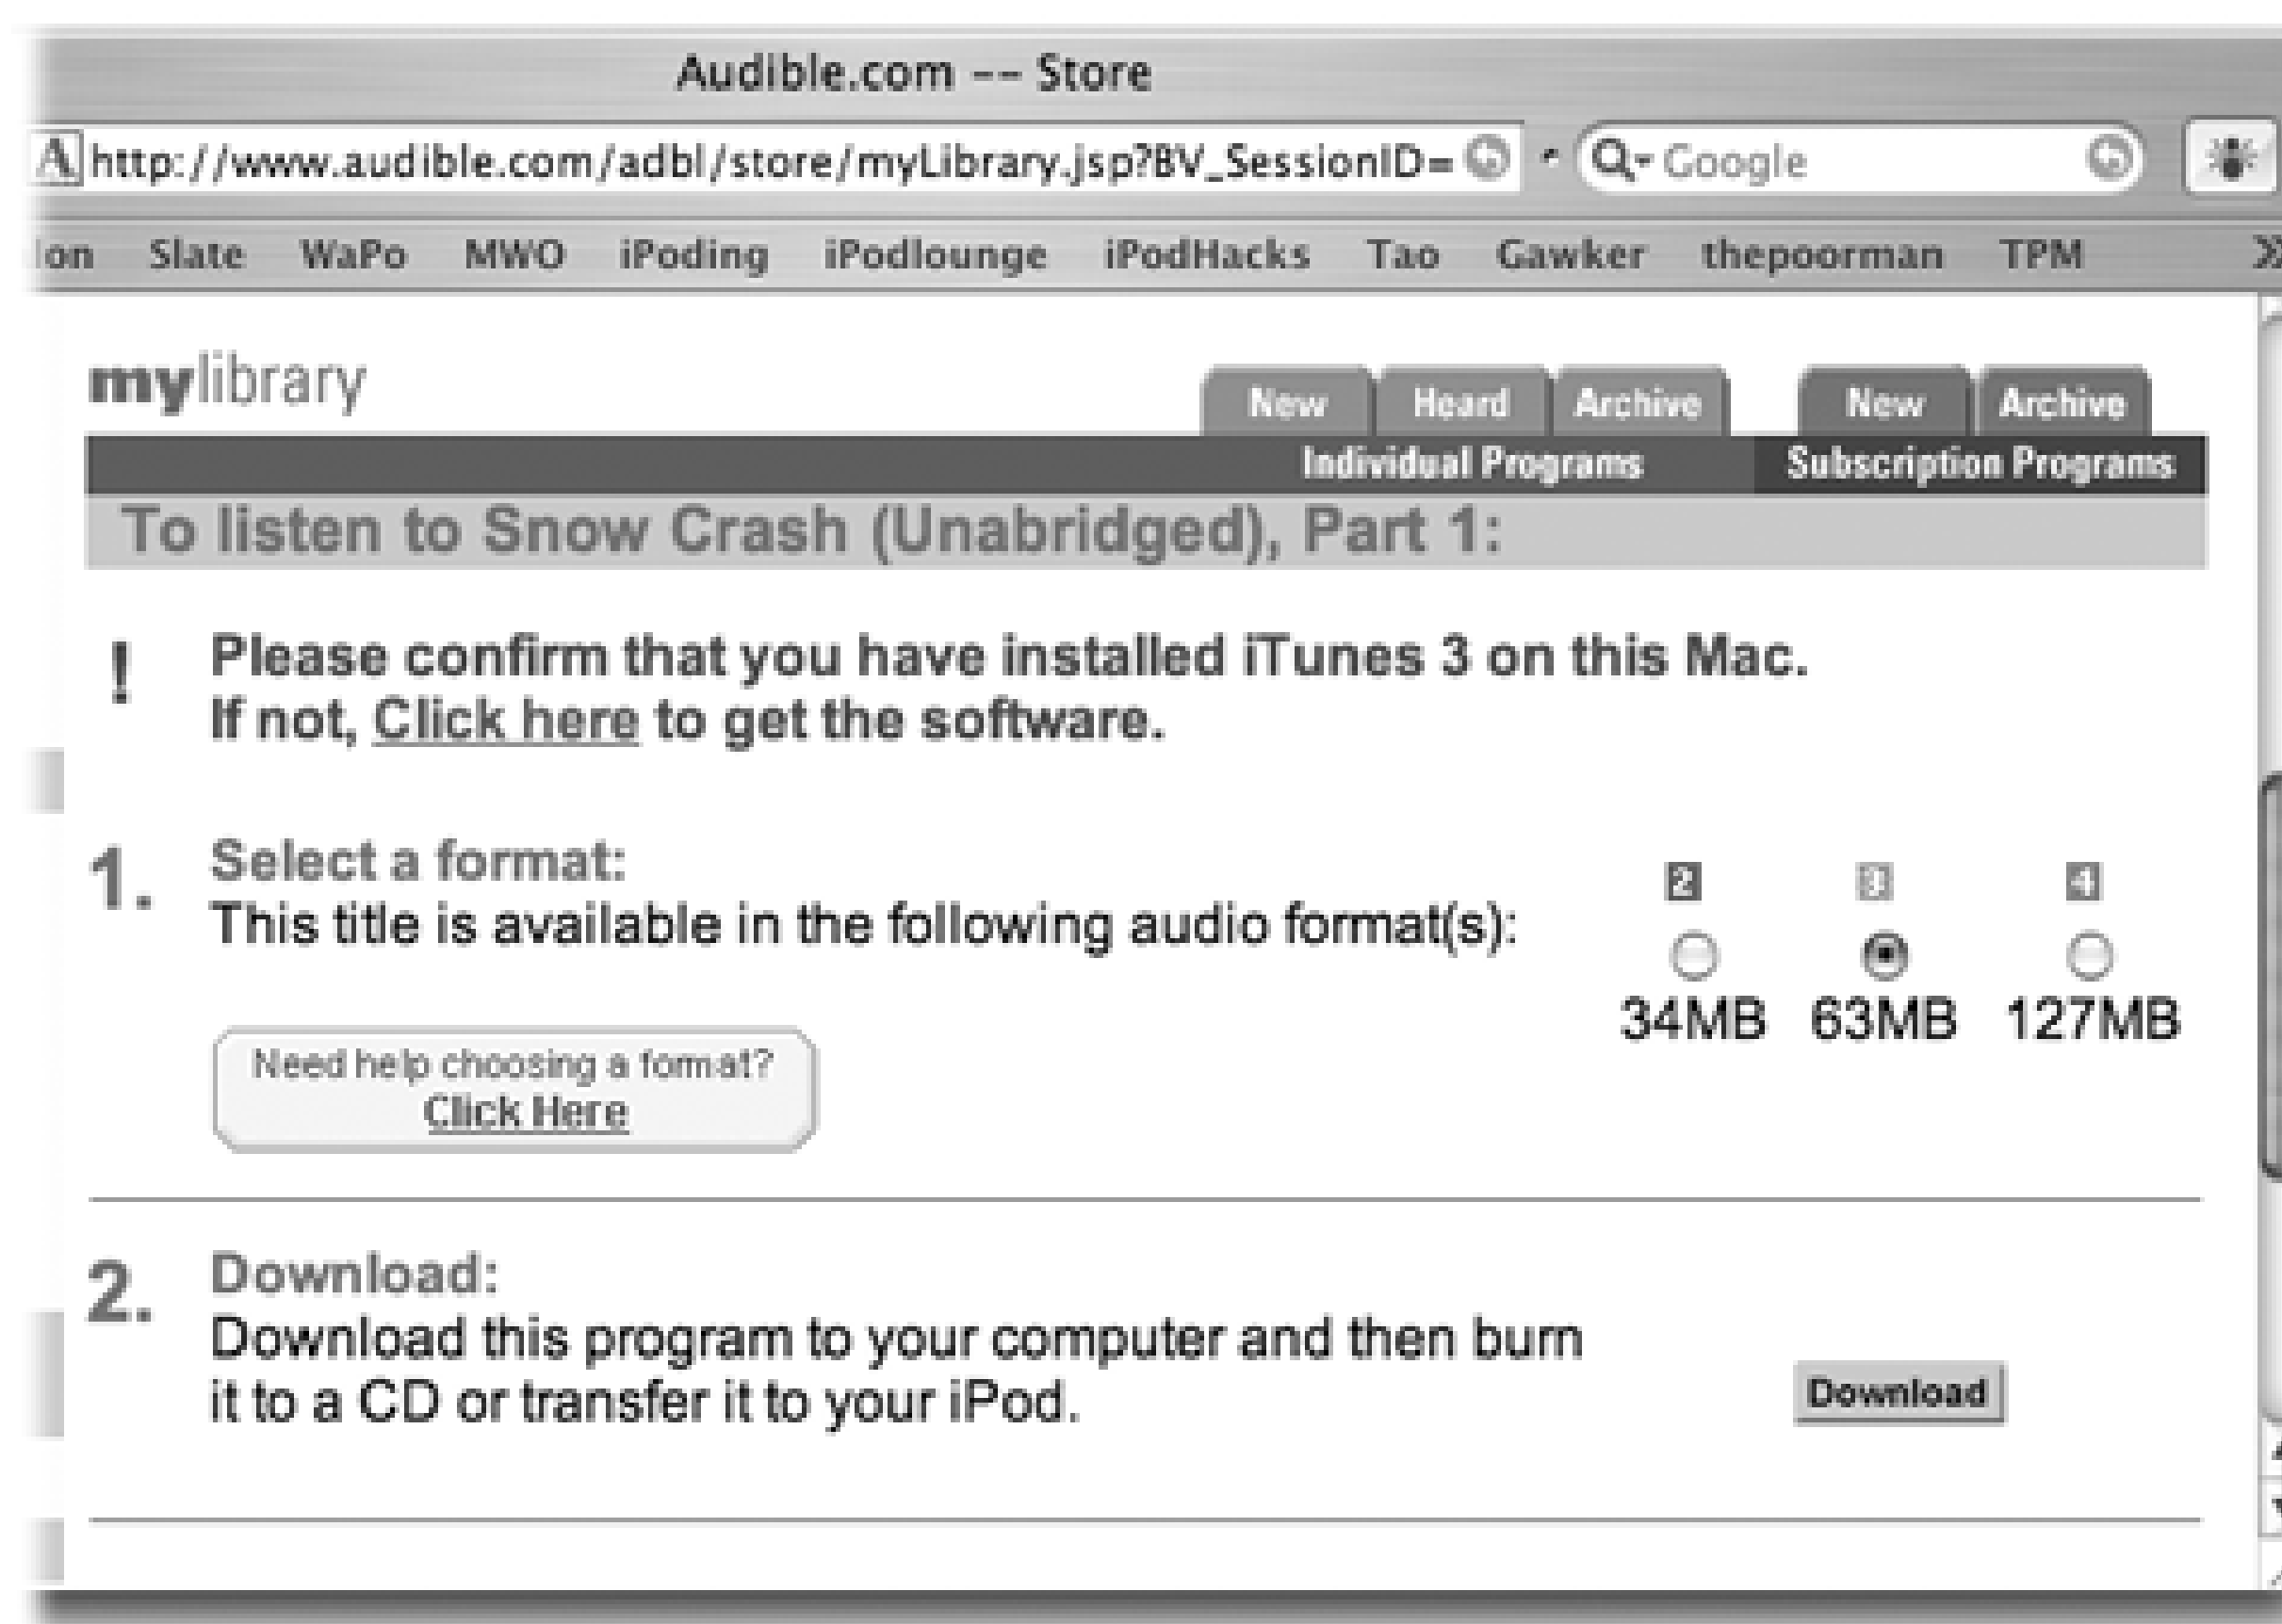 Audible.com -- Store
A http://www.audible.com/adbl/store/myLibrary.jsp?BV_SessionID= Google
ion Slate WaPo MWO iPoding iPodlounge iPodHacks Tao Gawker thepoorman TPM »
mylibrary New Heard Archive New Archive
Individual Programs Subscription Programs
To listen to Snow Crash (Unabridged), Part 1:
! Please confirm that you have installed iTunes 3 on this Mac.
If not, Click here to get the software.
1. Select a format:
2 3 4
This title is available in the following audio format(s):
34MB 63MB 127MB
Need help choosing a format?
Click Here
2. Download:
Download this program to your computer and then burn
it to a CD or transfer it to your iPod.
Download